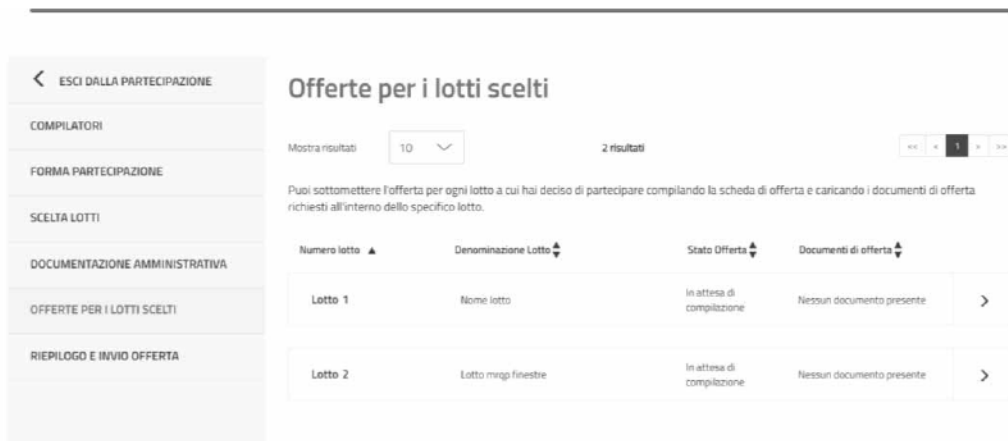 ESCI DALLA PARTECIPAZIONE
COMPILATORI
FORMA PARTECIPAZIONE
SCELTA LOTTI
DOCUMENTAZIONE AMMINISTRATIVA
OFFERTE PER I LOTTI SCELTI
RIEPILOGO E INVIO OFFERTA
Offerte per i lotti scelti
Mostra risultati 10 2 risultati << < 1 > >>
Puoi sottomettere l'offerta per ogni lotto a cui hai deciso di partecipare compilando la scheda di offerta e caricando i documenti di offerta
richiesti all'interno dello specifico lotto.
Numero lotto Denominazione Lotto Stato Offerta Documenti di offerta
Lotto 1 Nome lotto In attesa di
compilazione Nessun documento presente
Lotto 2 Lotto mrqp finestre In attesa di
compilazione Nessun documento presente